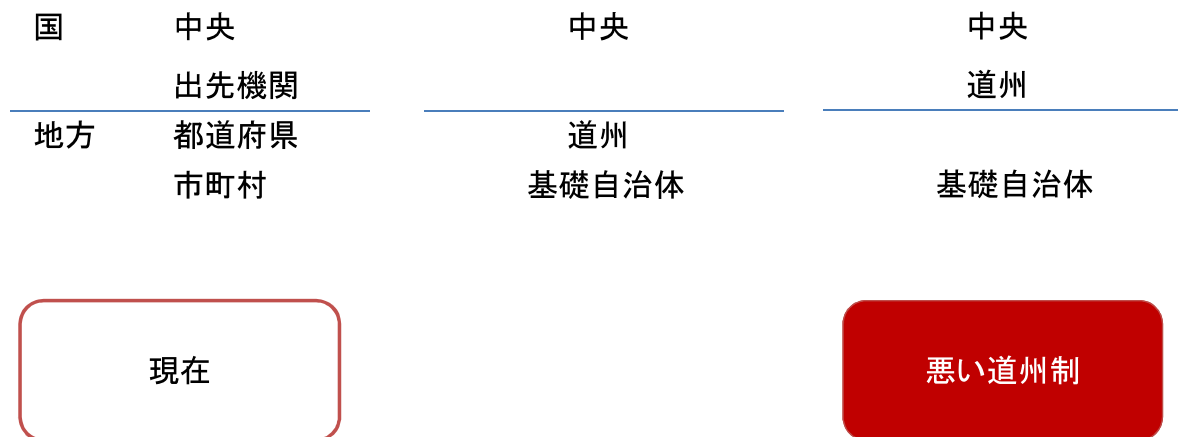 国 中央 中央 中央
出先機関 道州
地方 都道府県 道州
市町村 基礎自治体 基礎自治体
現在 悪い道州制